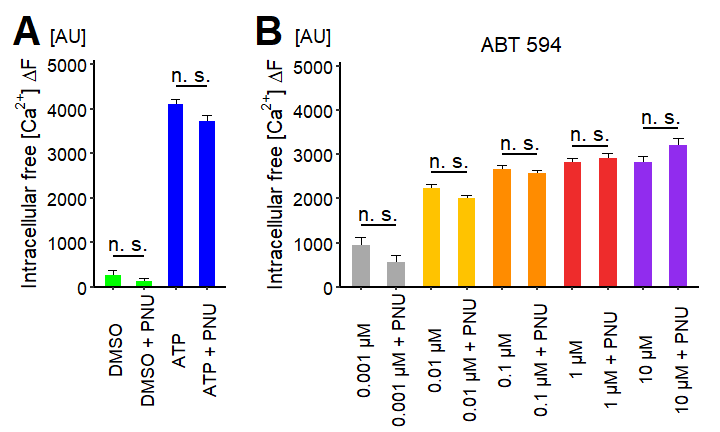 A [AU]
Intracellular free [Ca²⁺] ΔF
5000
4000
3000
2000
1000
0
n. s.
n. s.
DMSO
DMSO + PNU
ATP
ATP + PNU
B [AU]
ABT 594
Intracellular free [Ca²⁺] ΔF
5000
4000
3000
2000
1000
0
n. s.
n. s.
n. s.
n. s.
n. s.
0.001 µM
0.001 µM + PNU
0.01 µM
0.01 µM + PNU
0.1 µM
0.1 µM + PNU
1 µM
1 µM + PNU
10 µM
10 µM + PNU